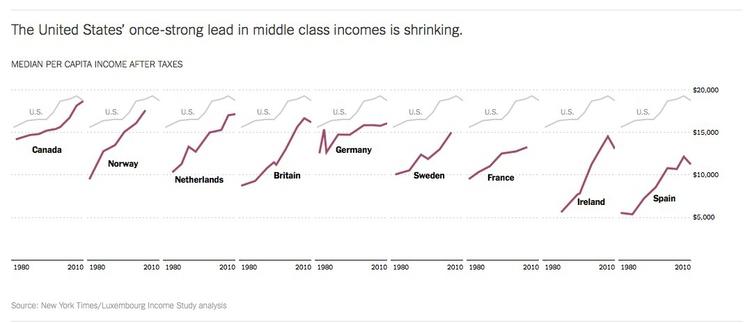 The United States’ once-strong lead in middle class incomes is shrinking.
MEDIAN PER CAPITA INCOME AFTER TAXES
$20,000
U.S. U.S. U.S. U.S. U.S. U.S. U.S. U.S. U.S.
$15,000
Canada Norway Netherlands Britain Germany Sweden France Ireland Spain
$10,000
$5,000
1980 2010 1980 2010 1980 2010 1980 2010 1980 2010 1980 2010 1980 2010 1980 2010 1980 2010
Source: New York Times/Luxembourg Income Study analysis